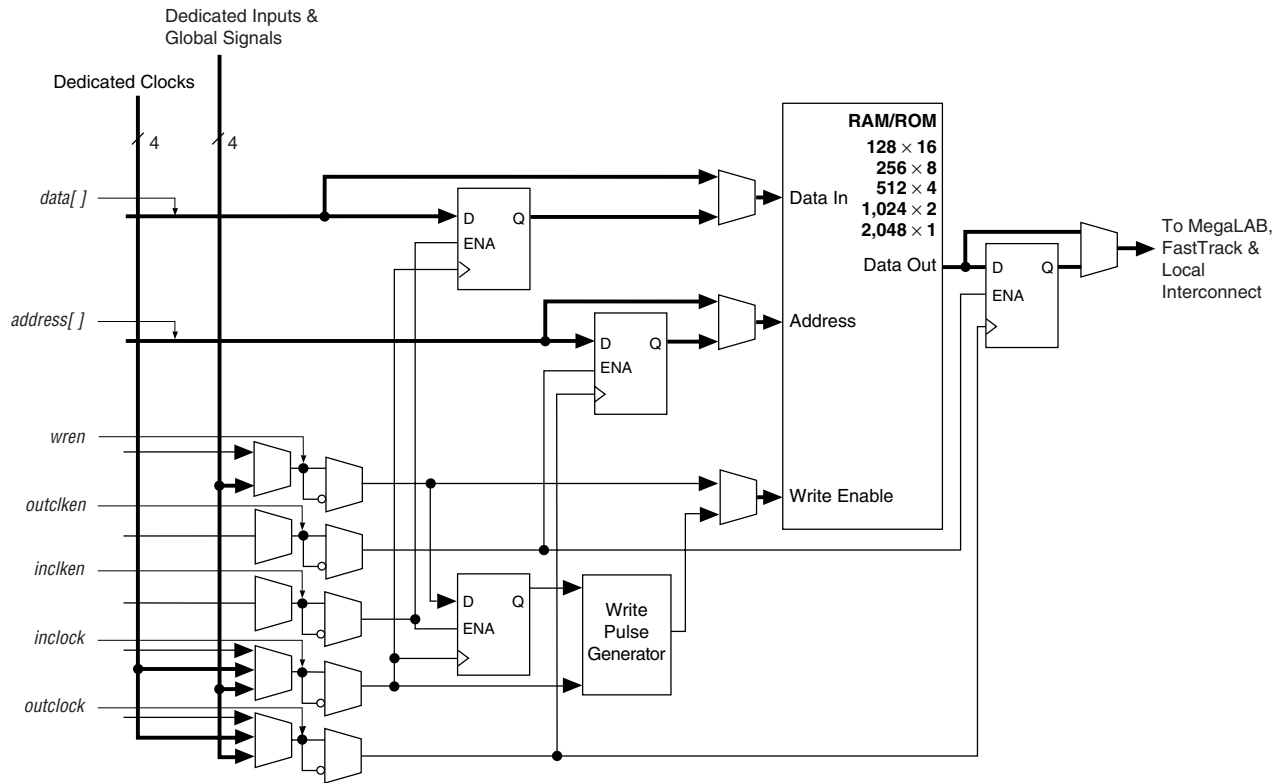 Dedicated Inputs &
Global Signals
Dedicated Clocks
4
4
RAM/ROM
128 × 16
256 × 8
512 × 4
1,024 × 2
2,048 × 1
data[ ]
D
Q
ENA
Data In
Data Out
To MegaLAB,
FastTrack &
Local
Interconnect
D
Q
ENA
address[ ]
D
Q
ENA
Address
wren
Write Enable
outclken
inclken
D
Q
ENA
Write
Pulse
Generator
inclock
outclock